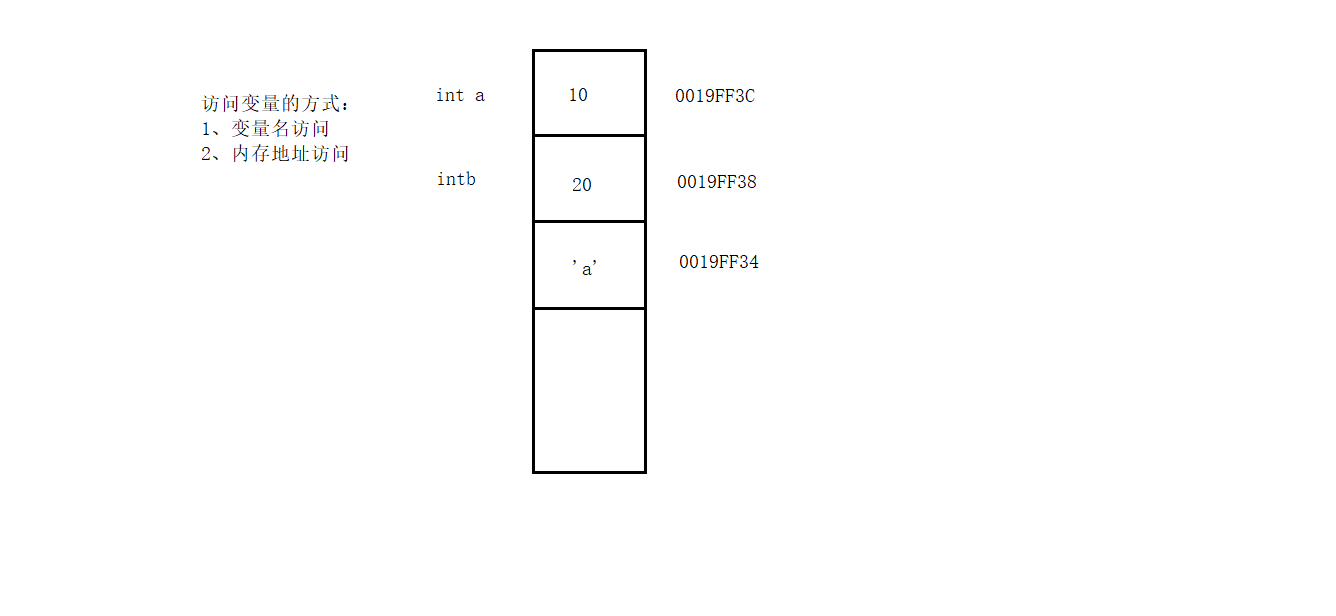 访问变量的方式:
1、变量名访问
2、内存地址访问
int a
10
0019FF3C
intb
20
0019FF38
'a'
0019FF34